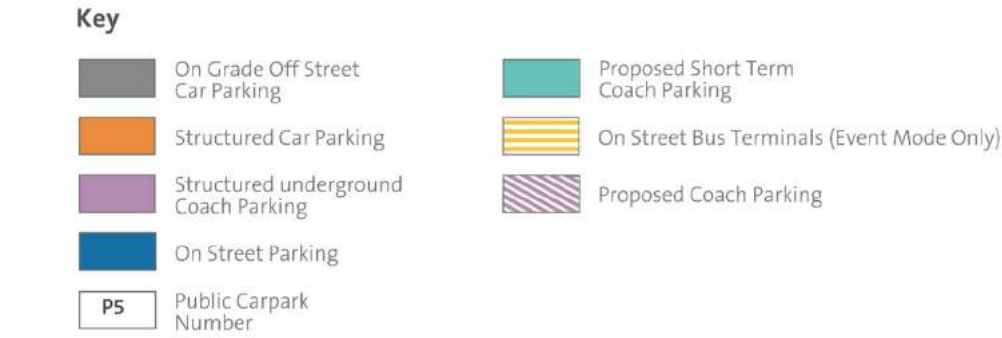 Key
On Grade Off Street
Car Parking
Structured Car Parking
Structured underground
Coach Parking
On Street Parking
P5
Public Carpark
Number
Proposed Short Term
Coach Parking
On Street Bus Terminals (Event Mode Only)
Proposed Coach Parking